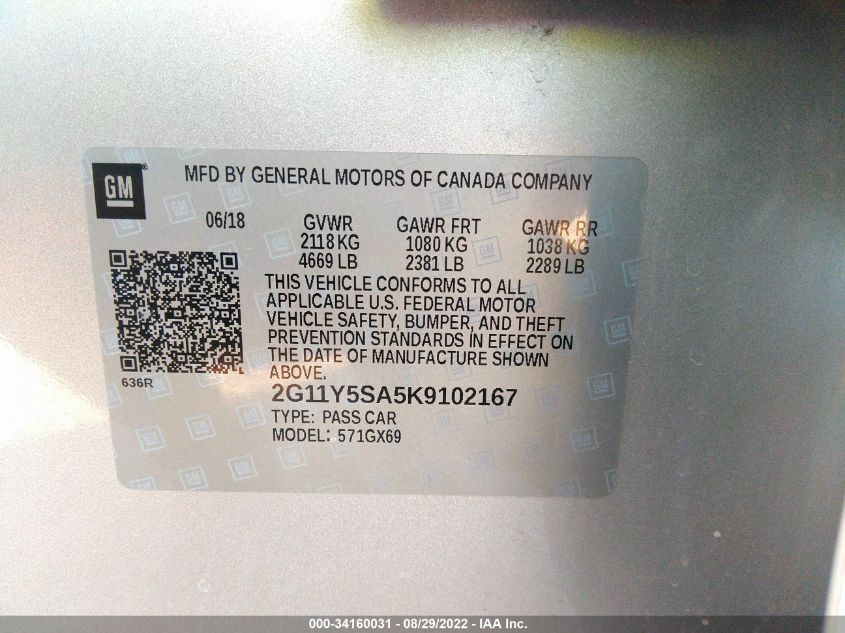 GM
MFD BY GENERAL MOTORS OF CANADA COMPANY
06/18 GVWR GAWR FRT GAWR RR
2118 KG 1080 KG 1038 KG
4669 LB 2381 LB 2289 LB
THIS VEHICLE CONFORMS TO ALL
APPLICABLE U.S. FEDERAL MOTOR
VEHICLE SAFETY, BUMPER, AND THEFT
PREVENTION STANDARDS IN EFFECT ON
THE DATE OF MANUFACTURE SHOWN
ABOVE.
636R
2G11Y5SA5K9102167
TYPE: PASS CAR
MODEL: 571GX69
000-34160031 - 08/29/2022 - IAA Inc.